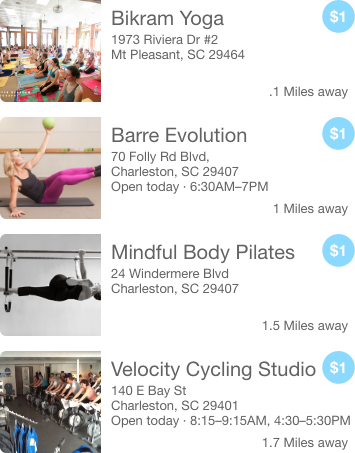 Bikram Yoga
$1
1973 Riviera Dr #2
Mt Pleasant, SC 29464
.1 Miles away
Barre Evolution
$1
70 Folly Rd Blvd,
Charleston, SC 29407
Open today · 6:30AM–7PM
1 Miles away
Mindful Body Pilates
$1
24 Windermere Blvd
Charleston, SC 29407
1.5 Miles away
Velocity Cycling Studio
$1
140 E Bay St
Charleston, SC 29401
Open today · 8:15–9:15AM, 4:30–5:30PM
1.7 Miles away